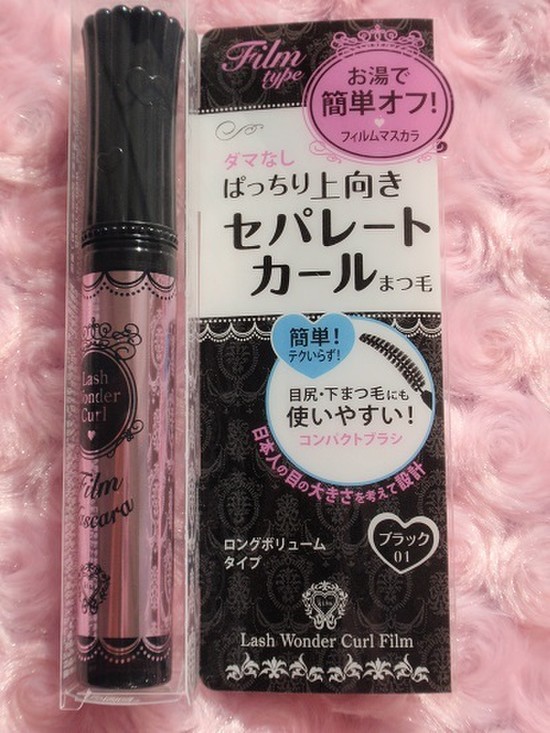 Film
type
お湯で
簡単オフ!
フィルムマスカラ
ダマなし
ぱっちり上向き
セパレート
カールまつ毛
簡単!
テクいらず!
目尻・下まつ毛にも
使いやすい!
コンパクトブラシ
日本人の目の大きさを考えて設計
ロングボリューム
タイプ
ブラック
01
Lash Wonder Curl Film
Lash
Wonder
Curl
Film
Mascara